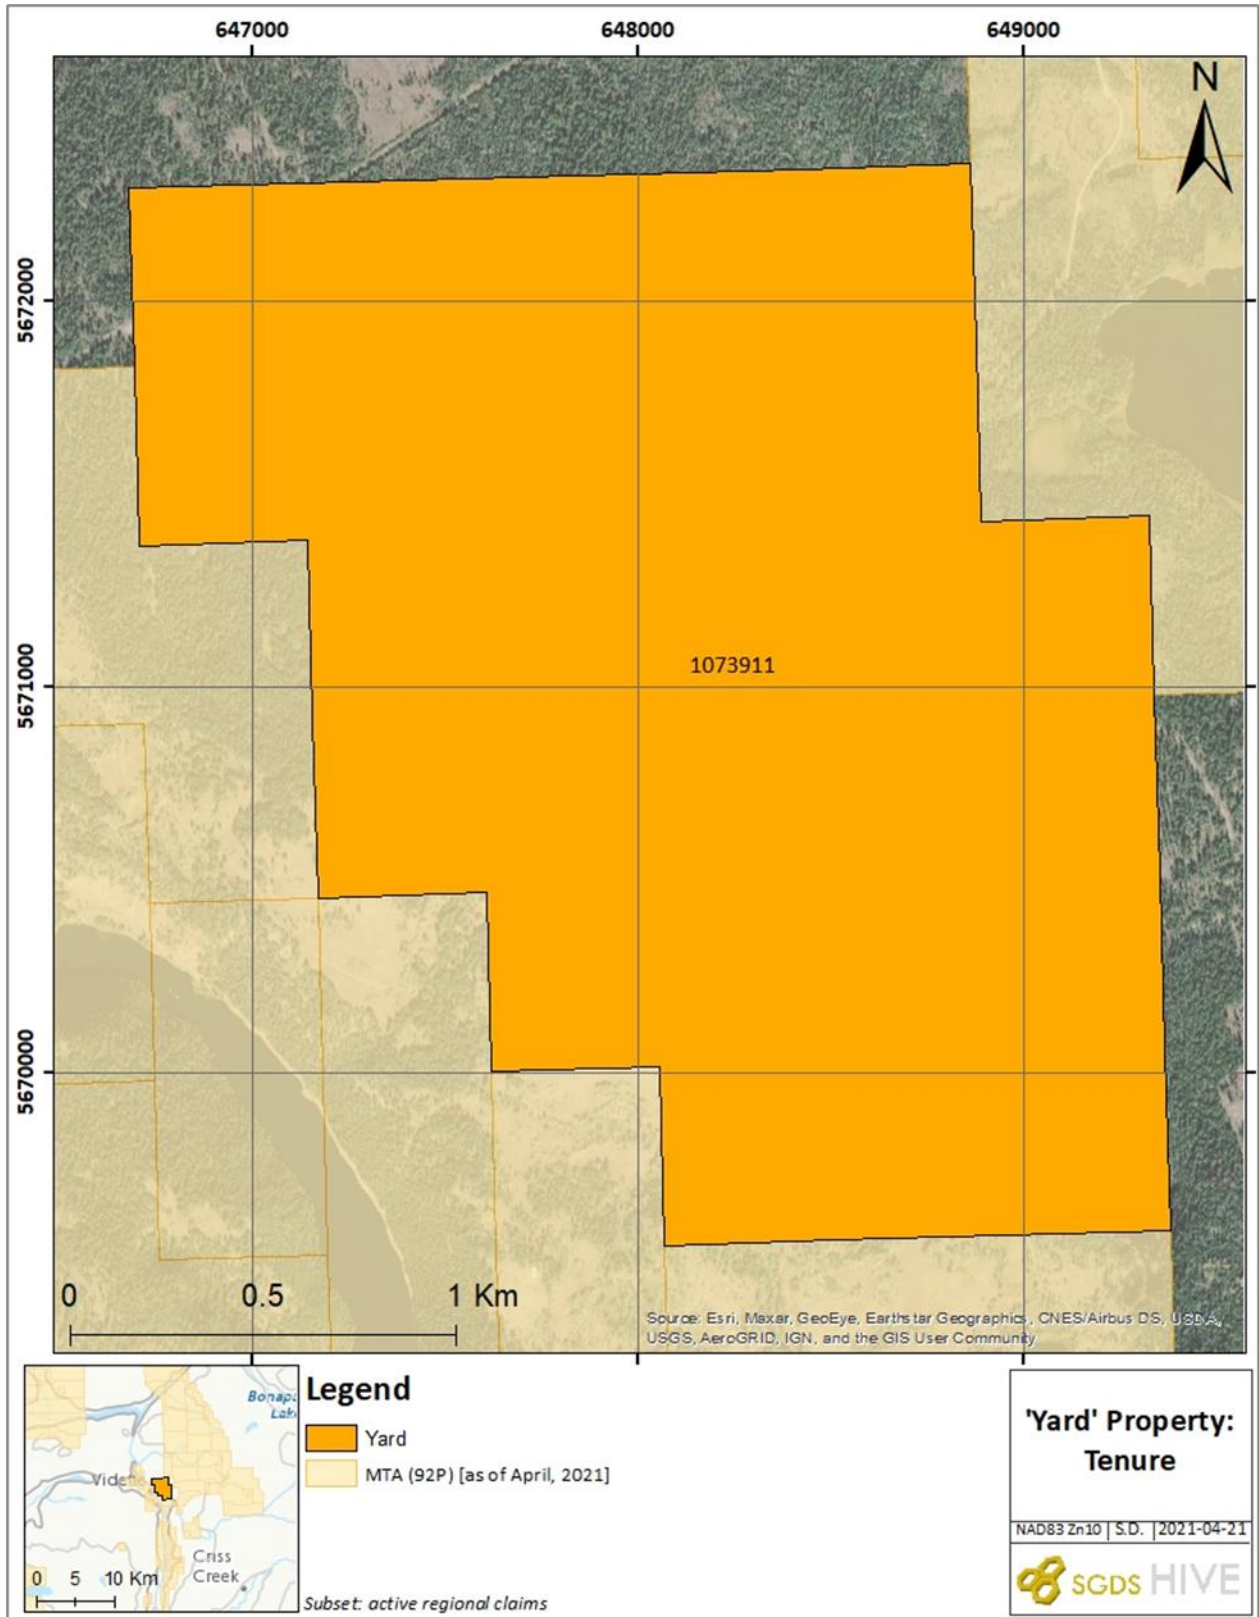 647000
648000
649000
N
5672000
5671000
5670000
1073911
0
0.5
1 Km
Source: Esri, Maxar, GeoEye, Earthstar Geographics, CNES/Airbus DS, USDA,
USGS, AeroGRID, IGN, and the GIS User Community
Bonapa
Lak
Vide
Criss
Creek
0 5 10 Km
Legend
Yard
MTA (92P) [as of April, 2021]
Subset: active regional claims
'Yard' Property:
Tenure
NAD83 Zn10 | S.D. | 2021-04-21
SGDS HIVE